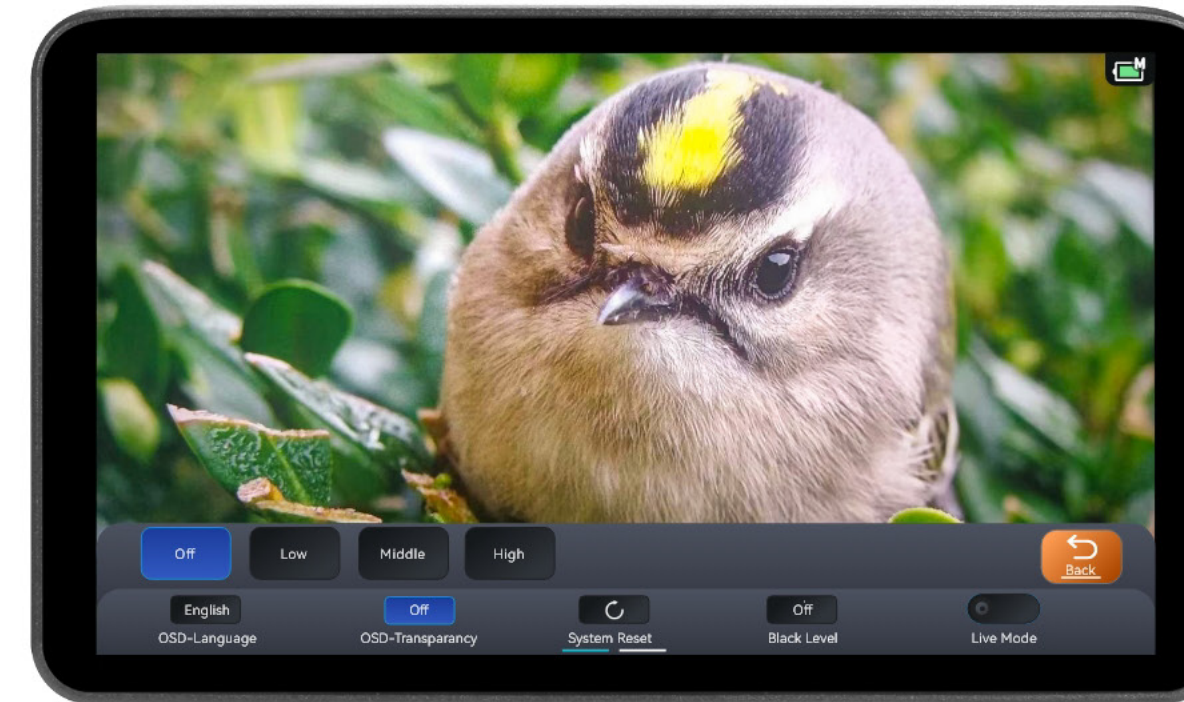 M
Off
Low
Middle
High
Back
English
Off
Off
OSD-Language
OSD-Transparancy
System Reset
Black Level
Live Mode